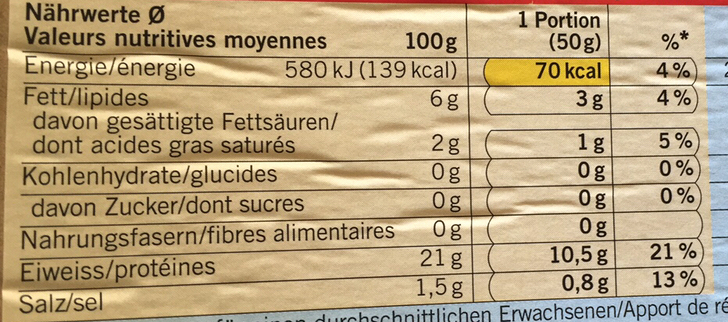 Nährwerte Ø 1 Portion
Valeurs nutritives moyennes 100g (50g) %*
Energie/énergie 580 kJ (139 kcal) 70 kcal 4%
Fett/lipides 6g 3g 4%
davon gesättigte Fettsäuren/
dont acides gras saturés 2g 1g 5%
Kohlenhydrate/glucides 0g 0g 0%
davon Zucker/dont sucres 0g 0g 0%
Nahrungsfasern/fibres alimentaires 0g 0g
Eiweiss/protéines 21g 10,5g 21%
Salz/sel 1,5g 0,8g 13%
durchschnittlichen Erwachsenen/Apport de